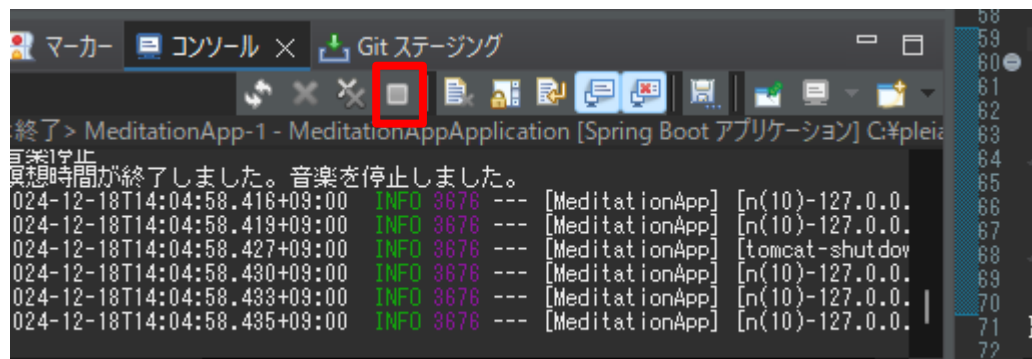 マーカー コンソール Git ステージング
<終了> MeditationApp-1 - MeditationAppApplication [Spring Boot アプリケーション] C:¥pleia
音楽停止
瞑想時間が終了しました。音楽を停止しました。
024-12-18T14:04:58.416+09:00 INFO 3676 --- [MeditationApp] [n(10)-127.0.0.
024-12-18T14:04:58.419+09:00 INFO 3676 --- [MeditationApp] [n(10)-127.0.0.
024-12-18T14:04:58.427+09:00 INFO 3676 --- [MeditationApp] [tomcat-shutdow
024-12-18T14:04:58.430+09:00 INFO 3676 --- [MeditationApp] [n(10)-127.0.0.
024-12-18T14:04:58.433+09:00 INFO 3676 --- [MeditationApp] [n(10)-127.0.0.
024-12-18T14:04:58.435+09:00 INFO 3676 --- [MeditationApp] [n(10)-127.0.0.
58
59
60
61
62
63
64
65
66
67
68
69
70
71
72